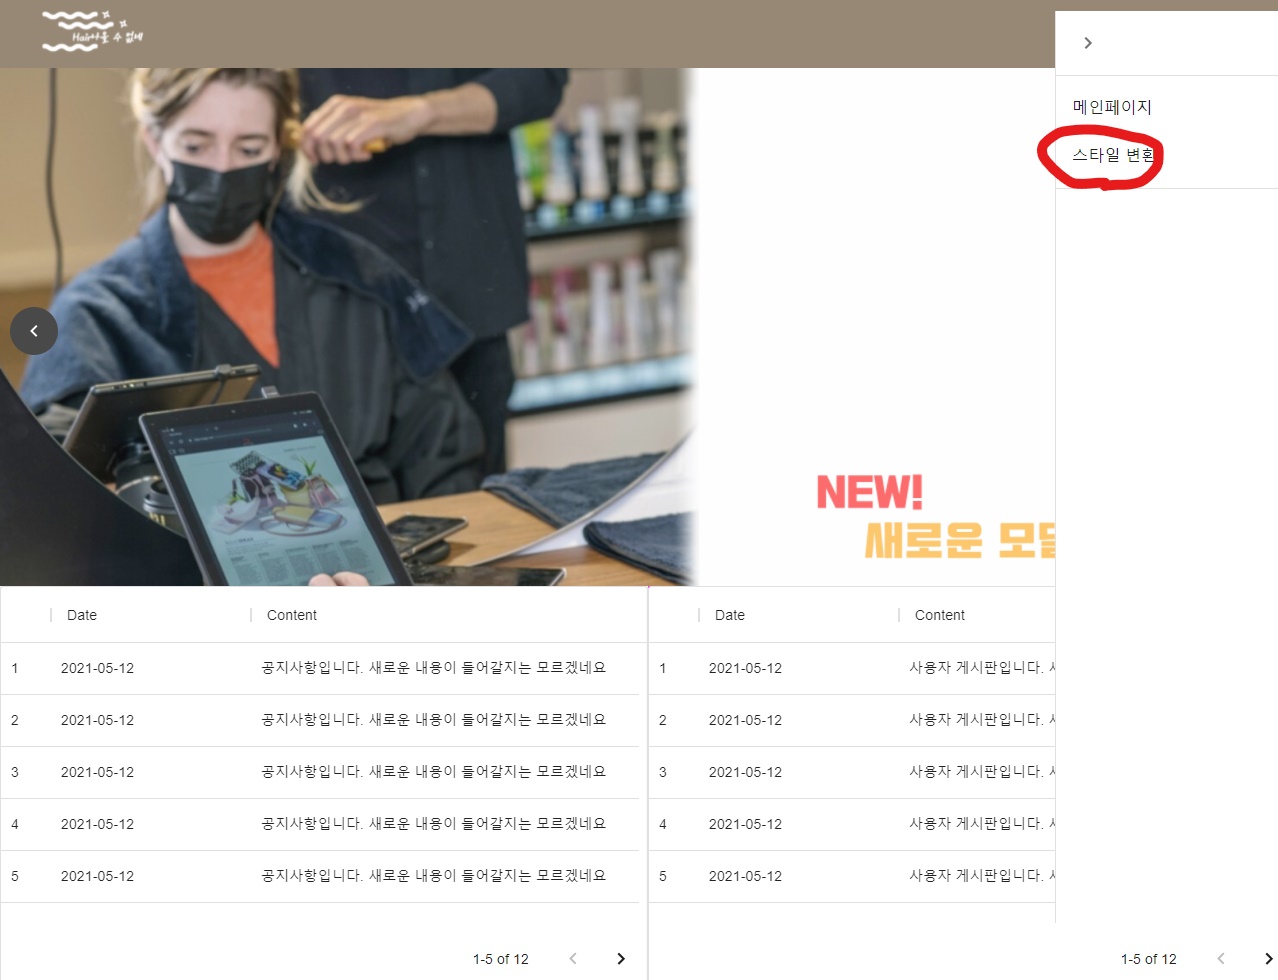 Hair나올 수 없네
메인페이지
스타일 변환
NEW!
새로운 모델
Date Content
1 2021-05-12 공지사항입니다. 새로운 내용이 들어갈지는 모르겠네요
2 2021-05-12 공지사항입니다. 새로운 내용이 들어갈지는 모르겠네요
3 2021-05-12 공지사항입니다. 새로운 내용이 들어갈지는 모르겠네요
4 2021-05-12 공지사항입니다. 새로운 내용이 들어갈지는 모르겠네요
5 2021-05-12 공지사항입니다. 새로운 내용이 들어갈지는 모르겠네요
1-5 of 12
Date Content
1 2021-05-12 사용자 게시판입니다.
2 2021-05-12 사용자 게시판입니다.
3 2021-05-12 사용자 게시판입니다.
4 2021-05-12 사용자 게시판입니다.
5 2021-05-12 사용자 게시판입니다.
1-5 of 12